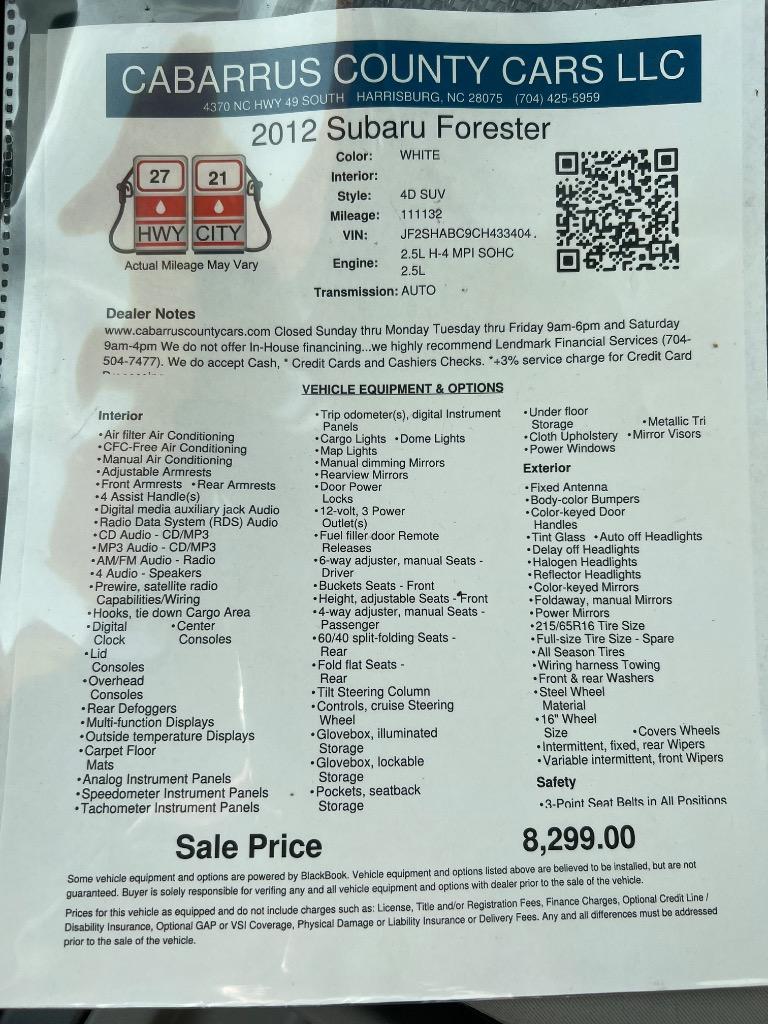 CABARRUS COUNTY CARS LLC
4370 NC HWY 49 SOUTH HARRISBURG, NC 28075 (704) 425-5959
2012 Subaru Forester
27 21
HWY CITY
Actual Mileage May Vary
Color: WHITE
Interior:
Style: 4D SUV
Mileage: 111132
VIN: JF2SHABC9CH433404.
Engine: 2.5L H-4 MPI SOHC
2.5L
Transmission: AUTO
Dealer Notes
www.cabarruscountycars.com Closed Sunday thru Monday Tuesday thru Friday 9am-6pm and Saturday
9am-4pm We do not offer In-House financining...we highly recommend Lendmark Financial Services (704-
504-7477). We do accept Cash, * Credit Cards and Cashiers Checks. *+3% service charge for Credit Card
VEHICLE EQUIPMENT & OPTIONS
Interior
•Air filter Air Conditioning
•CFC-Free Air Conditioning
•Manual Air Conditioning
•Adjustable Armrests
•Front Armrests •Rear Armrests
•4 Assist Handle(s)
•Digital media auxiliary jack Audio
•Radio Data System (RDS) Audio
•CD Audio - CD/MP3
•MP3 Audio - CD/MP3
•AM/FM Audio - Radio
•4 Audio - Speakers
•Prewire, satellite radio
Capabilities/Wiring
•Hooks, tie down Cargo Area
•Digital •Center
Clock Consoles
•Lid
Consoles
•Overhead
Consoles
•Rear Defoggers
•Multi-function Displays
•Outside temperature Displays
•Carpet Floor
Mats
•Analog Instrument Panels
•Speedometer Instrument Panels
•Tachometer Instrument Panels
•Trip odometer(s), digital Instrument
Panels
•Cargo Lights •Dome Lights
•Map Lights
•Manual dimming Mirrors
•Rearview Mirrors
•Door Power
Locks
•12-volt, 3 Power
Outlet(s)
•Fuel filler door Remote
Releases
•6-way adjuster, manual Seats -
Driver
•Buckets Seats - Front
•Height, adjustable Seats - Front
•4-way adjuster, manual Seats -
Passenger
•60/40 split-folding Seats -
Rear
•Fold flat Seats -
Rear
•Tilt Steering Column
•Controls, cruise Steering
Wheel
•Glovebox, illuminated
Storage
•Glovebox, lockable
Storage
•Pockets, seatback
Storage
•Under floor
Storage •Metallic Tri
•Cloth Upholstery •Mirror Visors
•Power Windows
Exterior
•Fixed Antenna
•Body-color Bumpers
•Color-keyed Door
Handles
•Tint Glass •Auto off Headlights
•Delay off Headlights
•Halogen Headlights
•Reflector Headlights
•Color-keyed Mirrors
•Foldaway, manual Mirrors
•Power Mirrors
•215/65R16 Tire Size
•Full-size Tire Size - Spare
•All Season Tires
•Wiring harness Towing
•Front & rear Washers
•Steel Wheel
Material
•16" Wheel
Size •Covers Wheels
•Intermittent, fixed, rear Wipers
•Variable intermittent, front Wipers
Safety
•3-Point Seat Belts in All Positions
Sale Price 8,299.00
Some vehicle equipment and options are powered by BlackBook. Vehicle equipment and options listed above are believed to be installed, but are not
guaranteed. Buyer is solely responsible for verifing any and all vehicle equipment and options with dealer prior to the sale of the vehicle.
Prices for this vehicle as equipped and do not include charges such as: License, Title and/or Registration Fees, Finance Charges, Optional Credit Line /
Disability Insurance, Optional GAP or VSI Coverage, Physical Damage or Liability Insurance or Delivery Fees. Any and all differences must be addressed
prior to the sale of the vehicle.